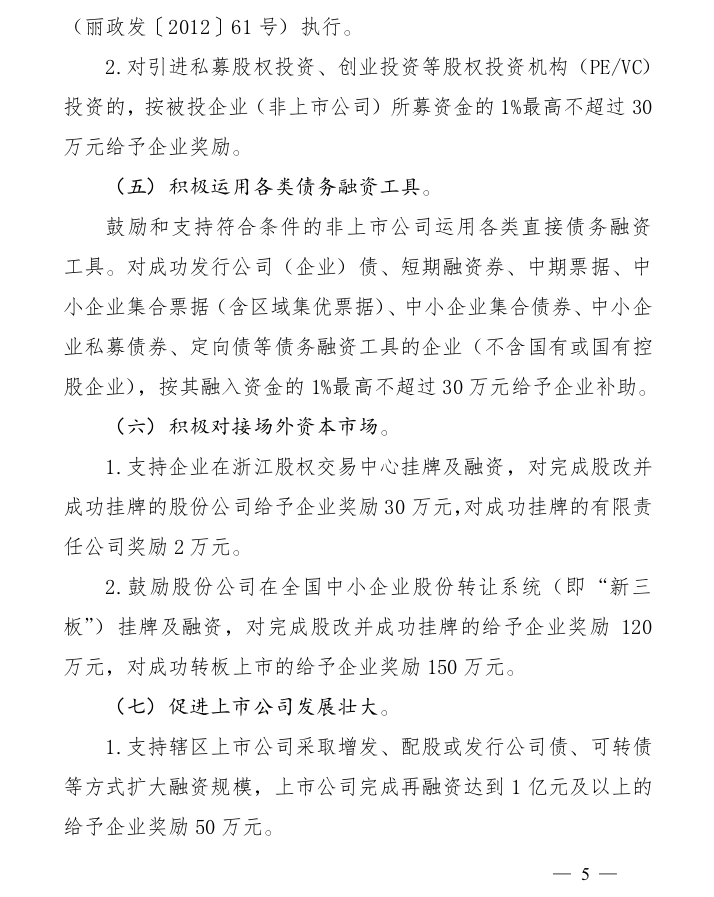 （丽政发〔2012〕61 号）执行。
2.对引进私募股权投资、创业投资等股权投资机构（PE/VC）
投资的，按被投企业（非上市公司）所募资金的 1%最高不超过 30
万元给予企业奖励。
（五）积极运用各类债务融资工具。
鼓励和支持符合条件的非上市公司运用各类直接债务融资
工具。对成功发行公司（企业）债、短期融资券、中期票据、中
小企业集合票据（含区域集优票据）、中小企业集合债券、中小企
业私募债券、定向债等债务融资工具的企业（不含国有或国有控
股企业），按其融入资金的 1%最高不超过 30 万元给予企业补助。
（六）积极对接场外资本市场。
1.支持企业在浙江股权交易中心挂牌及融资，对完成股改并
成功挂牌的股份公司给予企业奖励 30 万元，对成功挂牌的有限责
任公司奖励 2 万元。
2.鼓励股份公司在全国中小企业股份转让系统（即“新三
板”）挂牌及融资，对完成股改并成功挂牌的给予企业奖励 120
万元，对成功转板上市的给予企业奖励 150 万元。
（七）促进上市公司发展壮大。
1.支持辖区上市公司采取增发、配股或发行公司债、可转债
等方式扩大融资规模，上市公司完成再融资达到 1 亿元及以上的
给予企业奖励 50 万元。
— 5 —